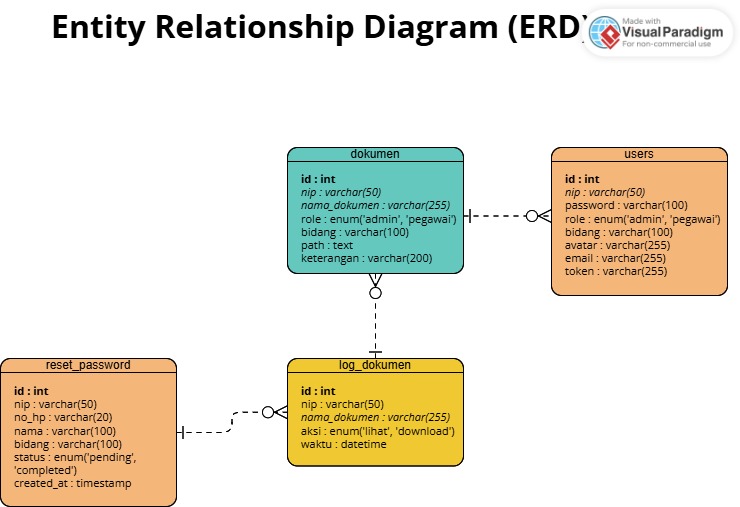 Entity Relationship Diagram (ERD)
Made with
VisualParadigm
For non-commercial use
dokumen
id : int
nip : varchar(50)
nama_dokumen : varchar(255)
role : enum('admin', 'pegawai')
bidang : varchar(100)
path : text
keterangan : varchar(200)
users
id : int
nip : varchar(50)
password : varchar(100)
role : enum('admin', 'pegawai')
bidang : varchar(100)
avatar : varchar(255)
email : varchar(255)
token : varchar(255)
reset_password
id : int
nip : varchar(50)
no_hp : varchar(20)
nama : varchar(100)
bidang : varchar(100)
status : enum('pending',
'completed')
created_at : timestamp
log_dokumen
id : int
nip : varchar(50)
nama_dokumen : varchar(255)
aksi : enum('lihat', 'download')
waktu : datetime